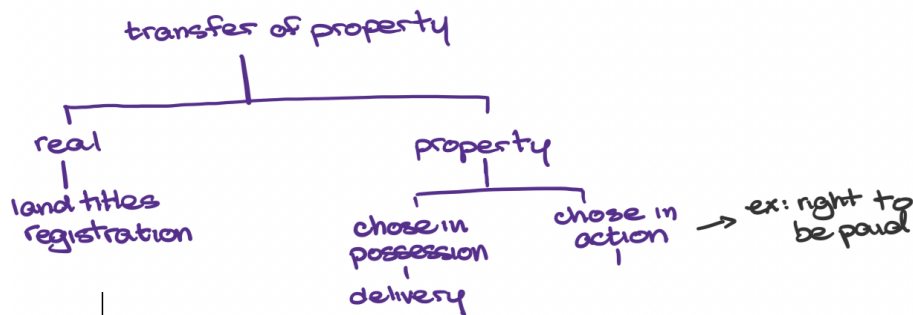 transfer of property
real
property
land titles
registration
chose in
possession
delivery
chose in
action
ex: right to
be paid